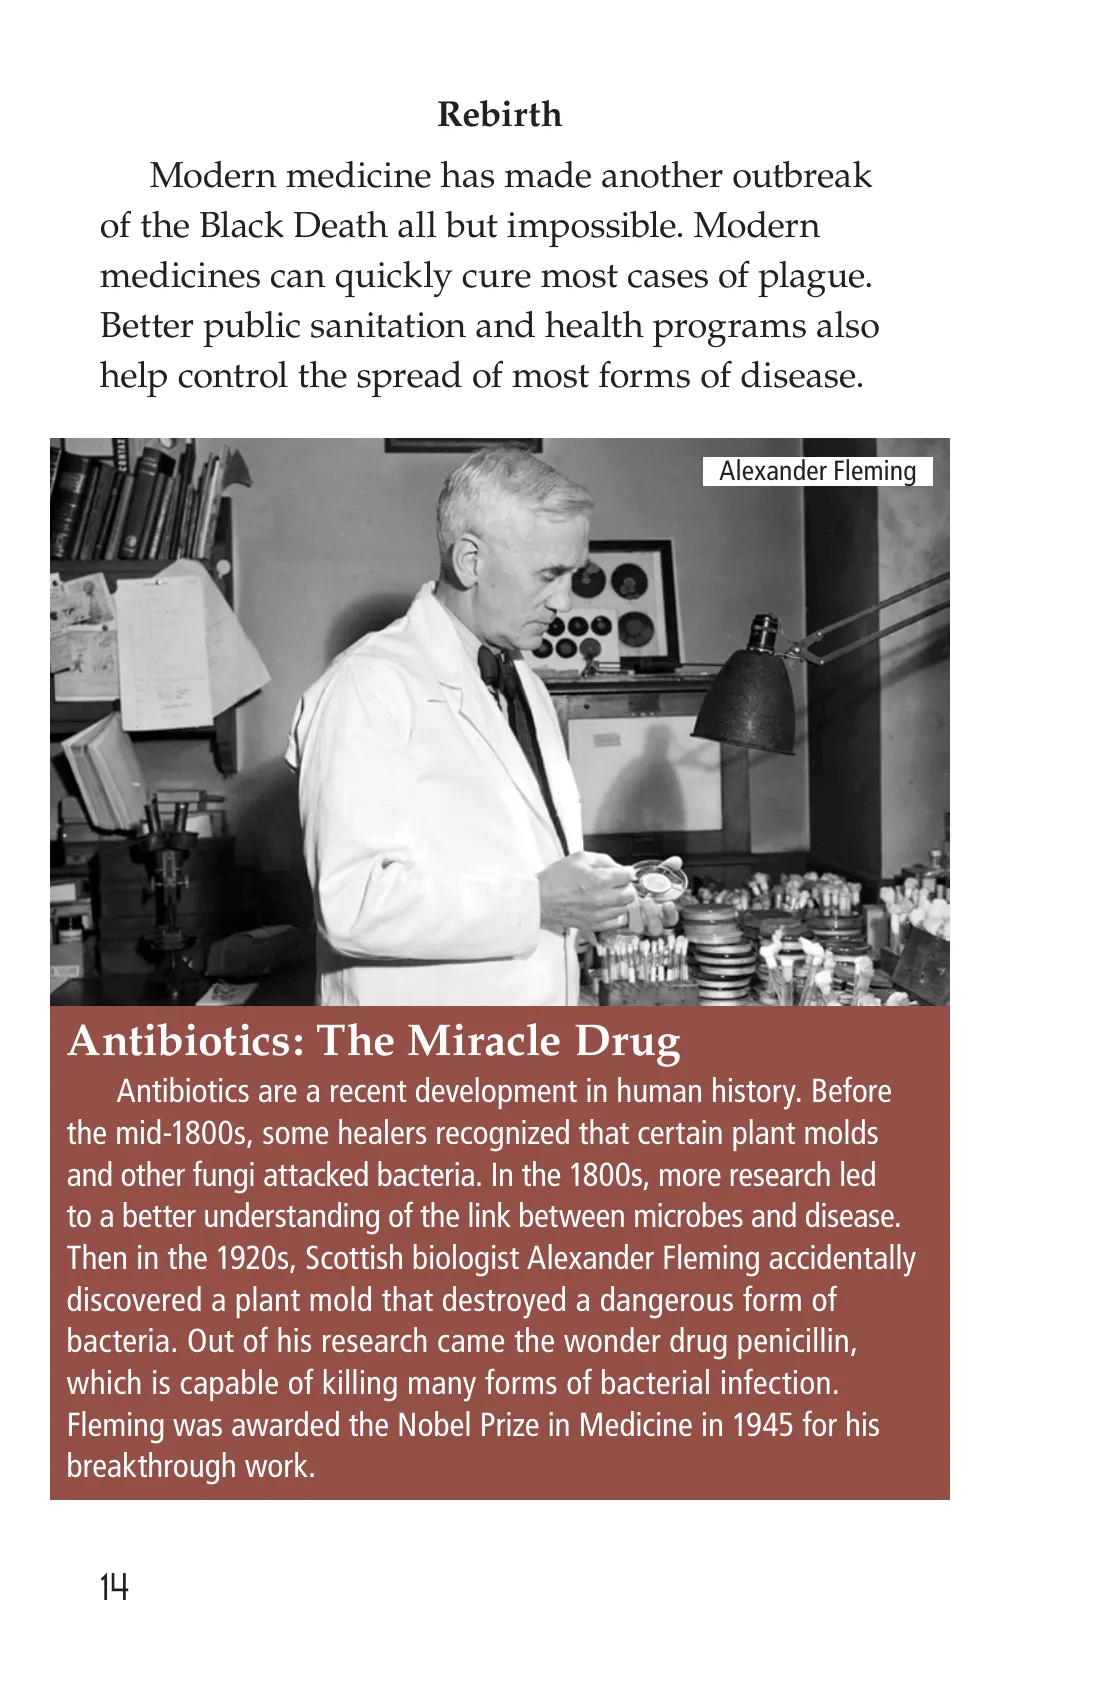 Rebirth
Modern medicine has made another outbreak
of the Black Death all but impossible. Modern
medicines can quickly cure most cases of plague.
Better public sanitation and health programs also
help control the spread of most forms of disease.
Alexander Fleming
Antibiotics: The Miracle Drug
Antibiotics are a recent development in human history. Before
the mid-1800s, some healers recognized that certain plant molds
and other fungi attacked bacteria. In the 1800s, more research led
to a better understanding of the link between microbes and disease.
Then in the 1920s, Scottish biologist Alexander Fleming accidentally
discovered a plant mold that destroyed a dangerous form of
bacteria. Out of his research came the wonder drug penicillin,
which is capable of killing many forms of bacterial infection.
Fleming was awarded the Nobel Prize in Medicine in 1945 for his
breakthrough work.
14